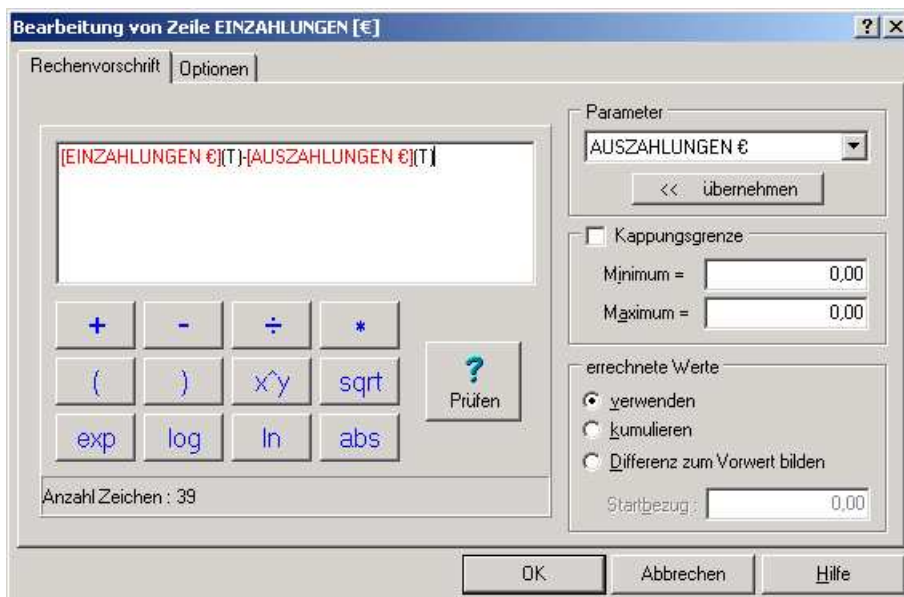 Bearbeitung von Zeile EINZAHLUNGEN [€]
Rechenvorschrift Optionen
[EINZAHLUNGEN €](T)-[AUSZAHLUNGEN €](T)
+ - ÷ *
( ) x^y sqrt
exp log ln abs
? Prüfen
Anzahl Zeichen : 39
Parameter
AUSZAHLUNGEN €
<< übernehmen
Kappungsgrenze
Minimum = 0,00
Maximum = 0,00
errechnete Werte
verwenden
kumulieren
Differenz zum Vorwert bilden
Startbezug : 0,00
OK Abbrechen Hilfe